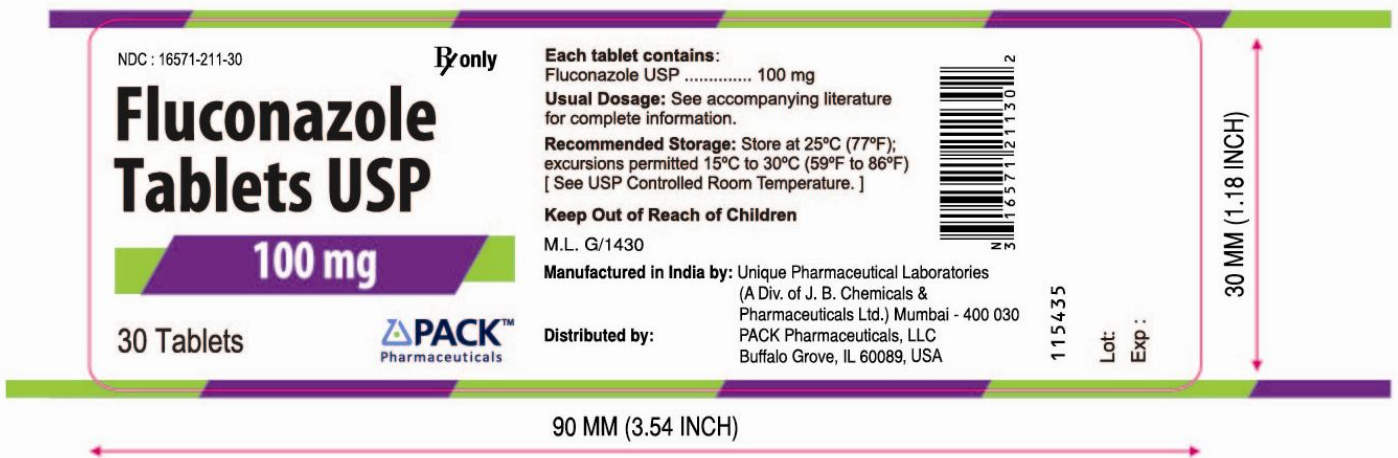 NDC : 16571-211-30
Rx only
Fluconazole
Tablets USP
100 mg
30 Tablets
PACK™
Pharmaceuticals
Each tablet contains:
Fluconazole USP .............. 100 mg
Usual Dosage: See accompanying literature
for complete information.
Recommended Storage: Store at 25ºC (77ºF);
excursions permitted 15ºC to 30ºC (59ºF to 86ºF)
[ See USP Controlled Room Temperature. ]
Keep Out of Reach of Children
M.L. G/1430
Manufactured in India by: Unique Pharmaceutical Laboratories
(A Div. of J. B. Chemicals &
Pharmaceuticals Ltd.) Mumbai - 400 030
Distributed by: PACK Pharmaceuticals, LLC
Buffalo Grove, IL 60089, USA
N 3 16571 21130 2
115435
Lot:
Exp :
30 MM (1.18 INCH)
90 MM (3.54 INCH)